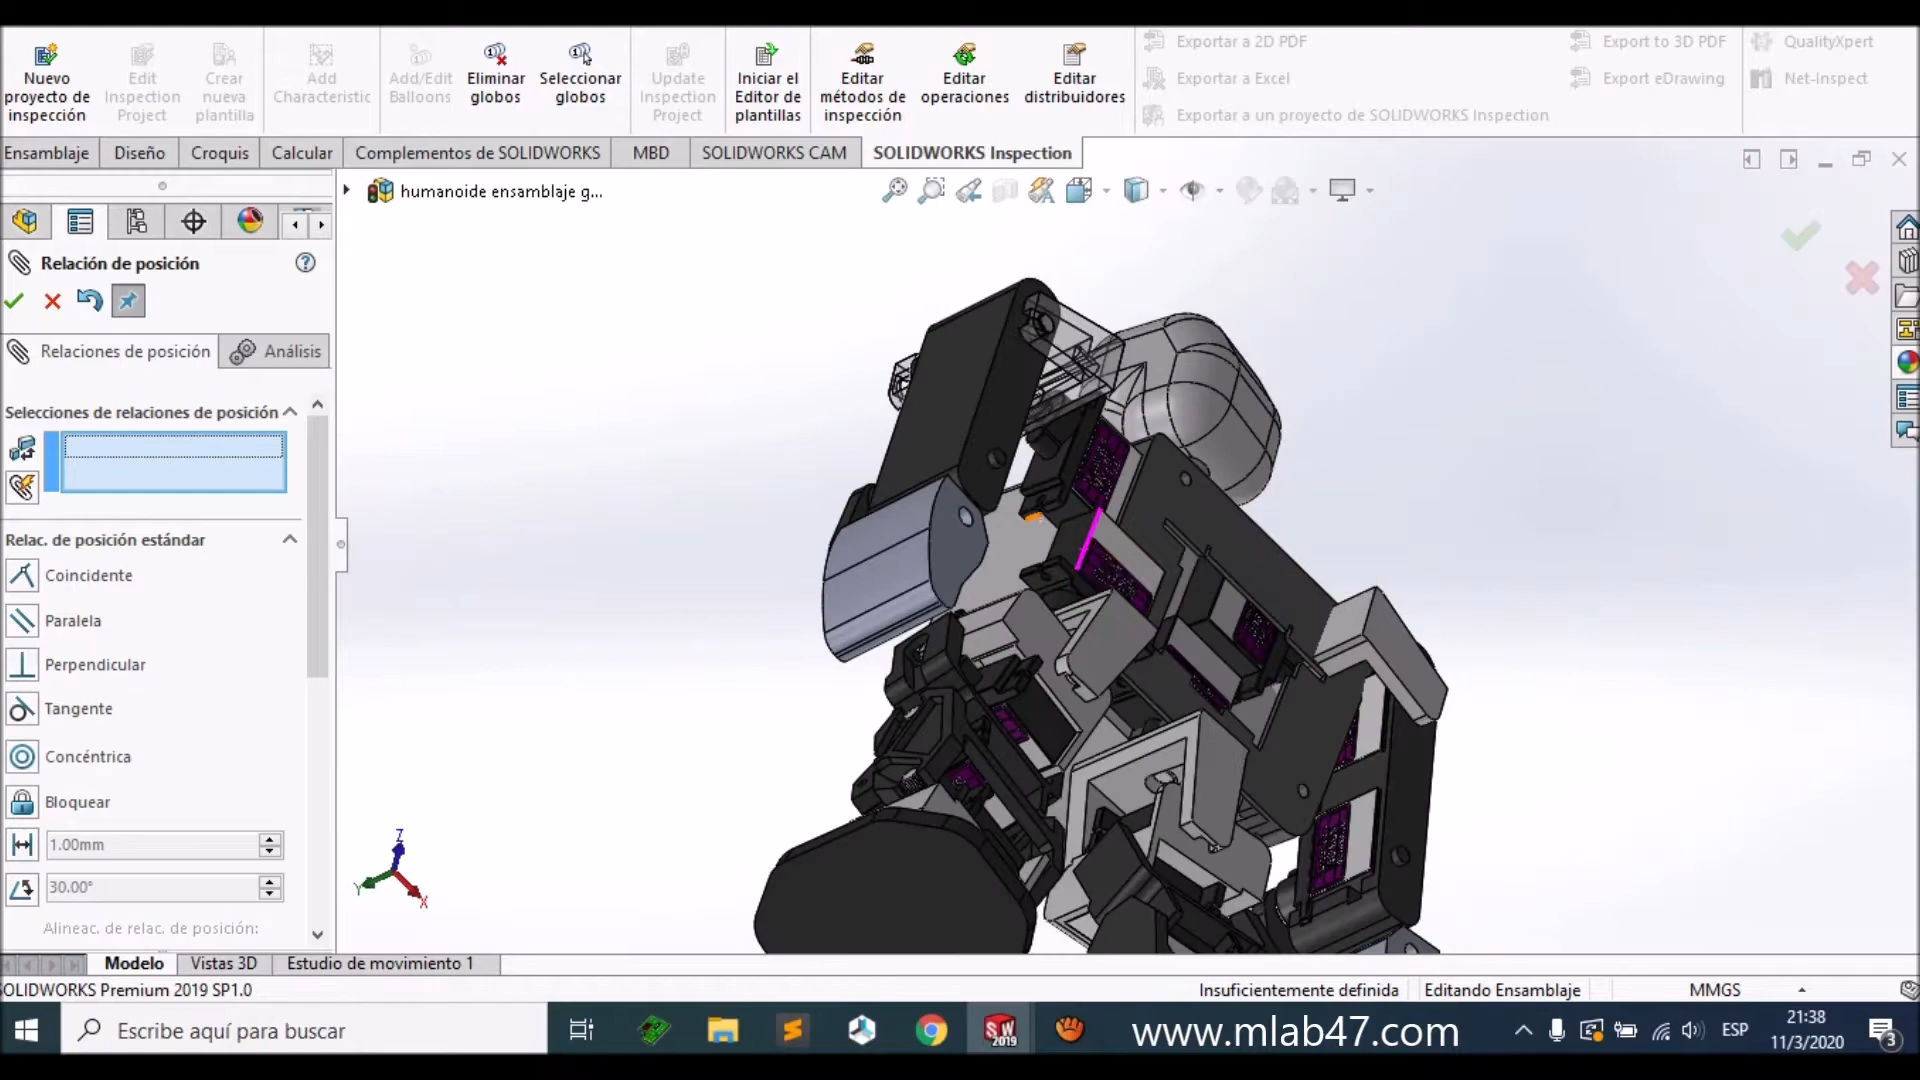 Nuevo
proyecto de
inspección
Edit
Inspection
Project
Crear
nueva
plantilla
Add
Characteristic
Add/Edit
Balloons
Eliminar
globos
Seleccionar
globos
Update
Inspection
Project
Iniciar el
Editor de
plantillas
Editar
métodos de
inspección
Editar
operaciones
Editar
distribuidores
Exportar a 2D PDF
Exportar a Excel
Exportar a un proyecto de SOLIDWORKS Inspection
Export to 3D PDF
Export eDrawing
QualityXpert
Net-Inspect
Ensamblaje
Diseño
Croquis
Calcular
Complementos de SOLIDWORKS
MBD
SOLIDWORKS CAM
SOLIDWORKS Inspection
humanoide ensamblaje g...
Relación de posición
Relaciones de posición
Análisis
Selecciones de relaciones de posición
Relac. de posición estándar
Coincidente
Paralela
Perpendicular
Tangente
Concéntrica
Bloquear
1.00mm
30.00°
Alineac. de relac. de posición:
Z
Y
X
Modelo
Vistas 3D
Estudio de movimiento 1
SOLIDWORKS Premium 2019 SP1.0
Insuficientemente definida
Editando Ensamblaje
MMGS
Escribe aquí para buscar
SW
2019
www.mlab47.com
ESP
21:38
11/3/2020
3